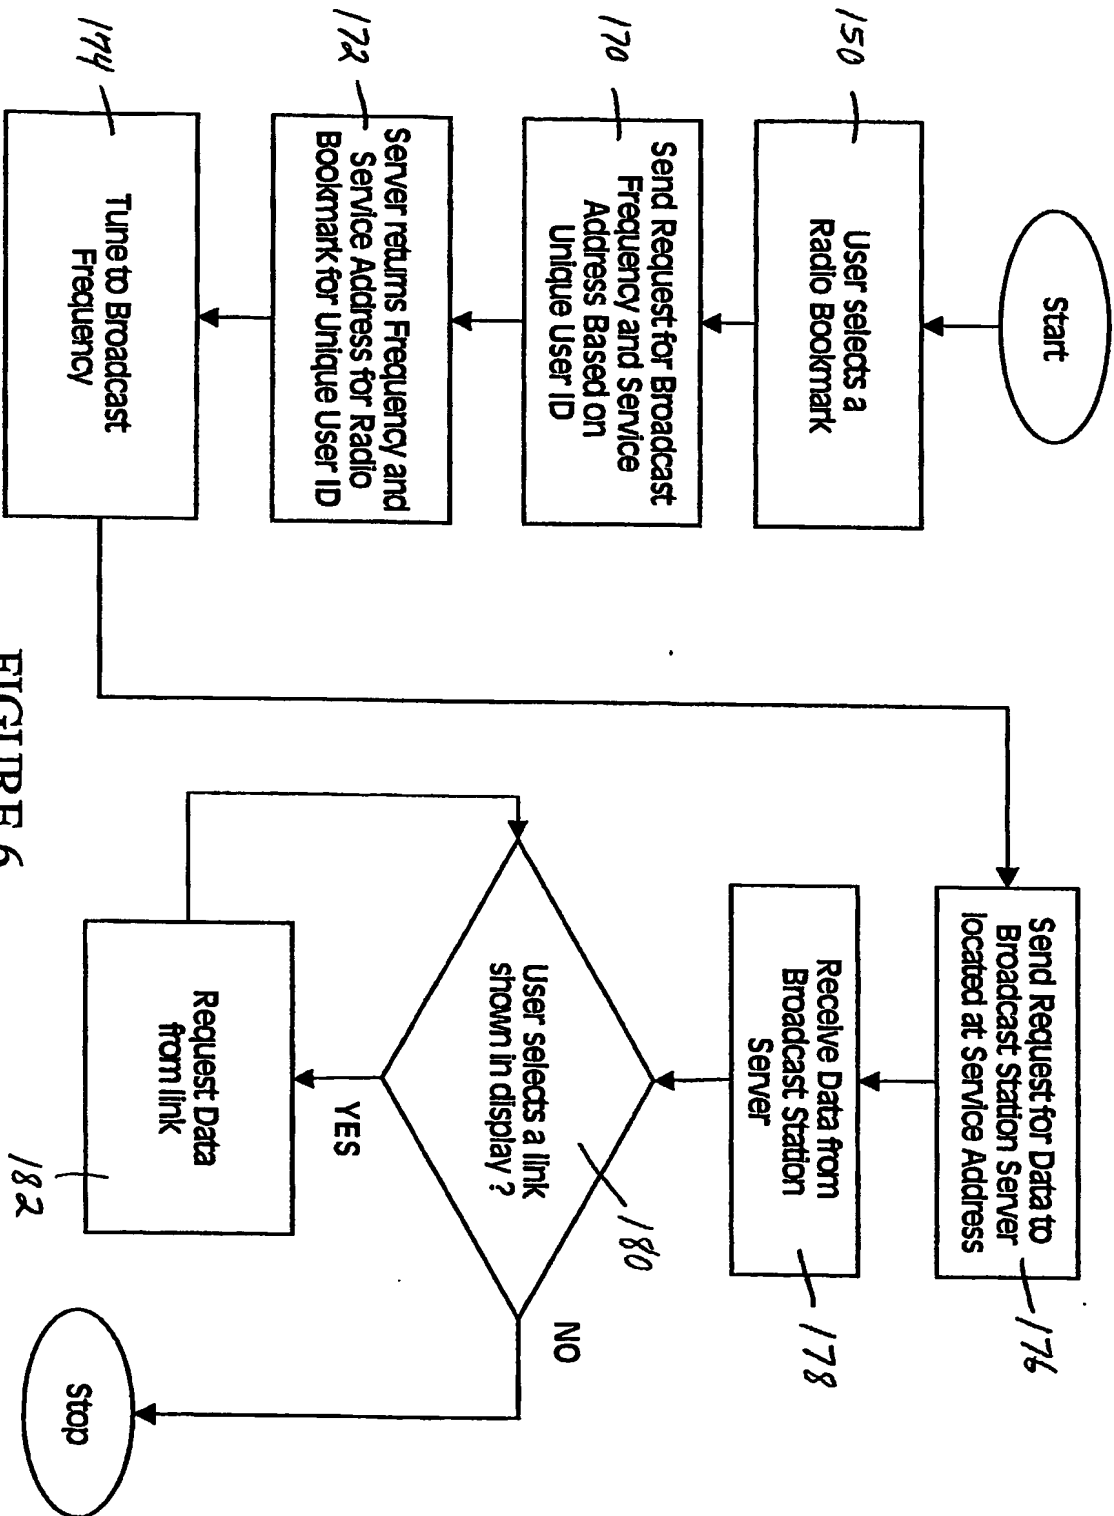 Start
150
User selects a
Radio Bookmark
170
Send Request for Broadcast
Frequency and Service
Address Based on
Unique User ID
172
Server returns Frequency and
Service Address for Radio
Bookmark for Unique User ID
174
Tune to Broadcast
Frequency
Send Request for Data to
Broadcast Station Server
located at Service Address
176
Receive Data from
Broadcast Station
Server
178
User selects a link
shown in display ?
180
YES
NO
Request Data
from link
182
Stop
FIGURE 6